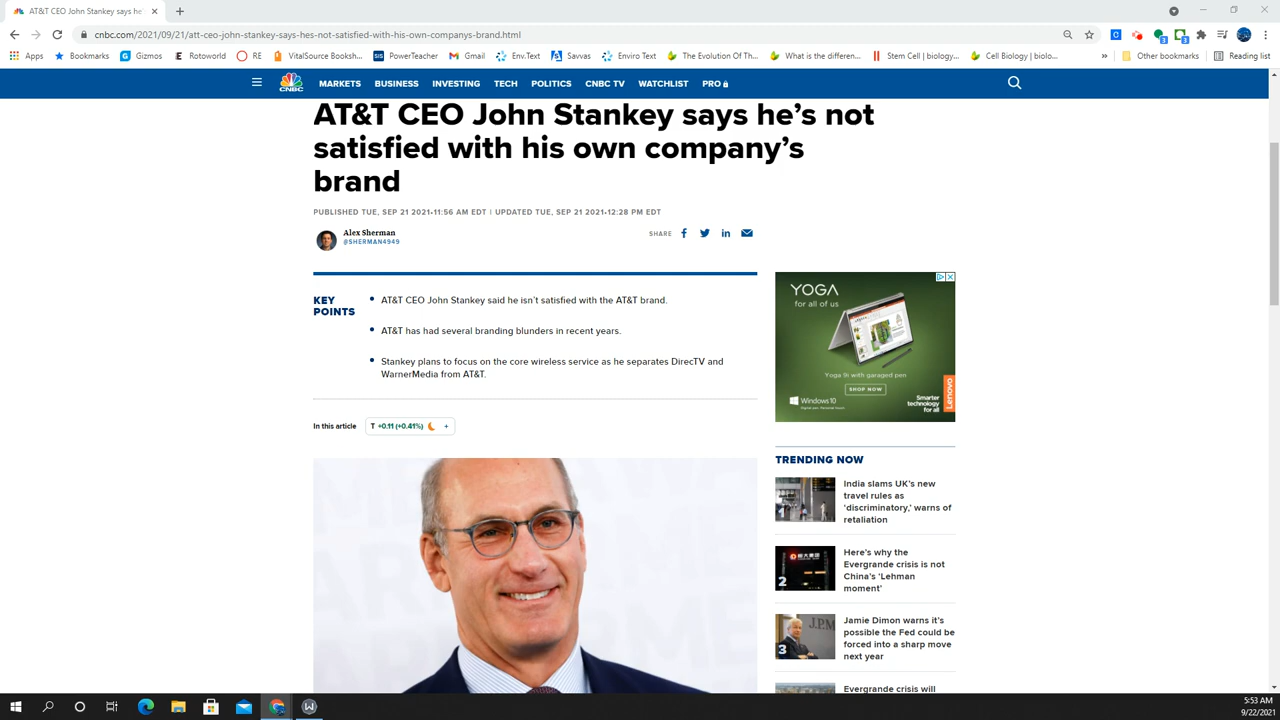 AT&T CEO John Stankey says he'
cnbc.com/2021/09/21/att-ceo-john-stankey-says-hes-not-satisfied-with-his-own-companys-brand.html
Apps Bookmarks Gizmos Rotoworld RE VitalSource Booksh... PowerTeacher Gmail Env.Text Savvas Enviro Text The Evolution Of Th... What is the differen... Stem Cell | biology... Cell Biology | biolo... » Other bookmarks Reading list
CNBC MARKETS BUSINESS INVESTING TECH POLITICS CNBC TV WATCHLIST PRO
AT&T CEO John Stankey says he's not
satisfied with his own company's
brand
PUBLISHED TUE, SEP 21 2021•11:56 AM EDT | UPDATED TUE, SEP 21 2021•12:28 PM EDT
Alex Sherman
@SHERMAN4949
SHARE
KEY
POINTS
AT&T CEO John Stankey said he isn't satisfied with the AT&T brand.
AT&T has had several branding blunders in recent years.
Stankey plans to focus on the core wireless service as he separates DirecTV and
WarnerMedia from AT&T.
In this article T +0.11 (+0.41%) +
YOGA
for all of us
Yoga 9i with garaged pen
SHOP NOW
Windows 10
Smarter
technology
for all
Lenovo
TRENDING NOW
1
India slams UK's new
travel rules as
'discriminatory,' warns of
retaliation
2
Here's why the
Evergrande crisis is not
China's 'Lehman
moment'
3
Jamie Dimon warns it's
possible the Fed could be
forced into a sharp move
next year
Evergrande crisis will
5:53 AM
9/22/2021